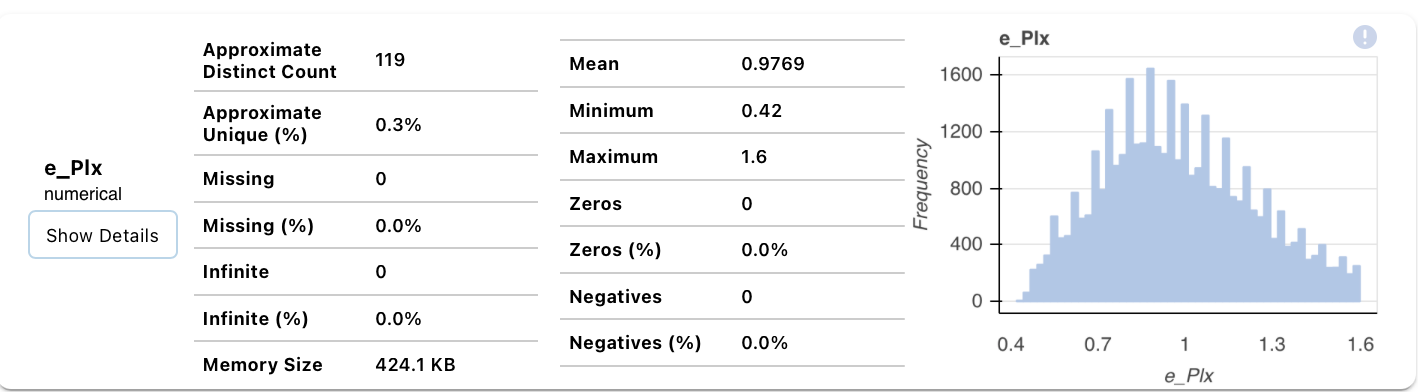 e_Plx
numerical
Show Details
Approximate
Distinct Count
119
Approximate
Unique (%)
0.3%
Missing
0
Missing (%)
0.0%
Infinite
0
Infinite (%)
0.0%
Memory Size
424.1 KB
Mean
0.9769
Minimum
0.42
Maximum
1.6
Zeros
0
Zeros (%)
0.0%
Negatives
0
Negatives (%)
0.0%
e_Plx
!
Frequency
1600
1200
800
400
0
0.4
0.7
1
1.3
1.6
e_Plx